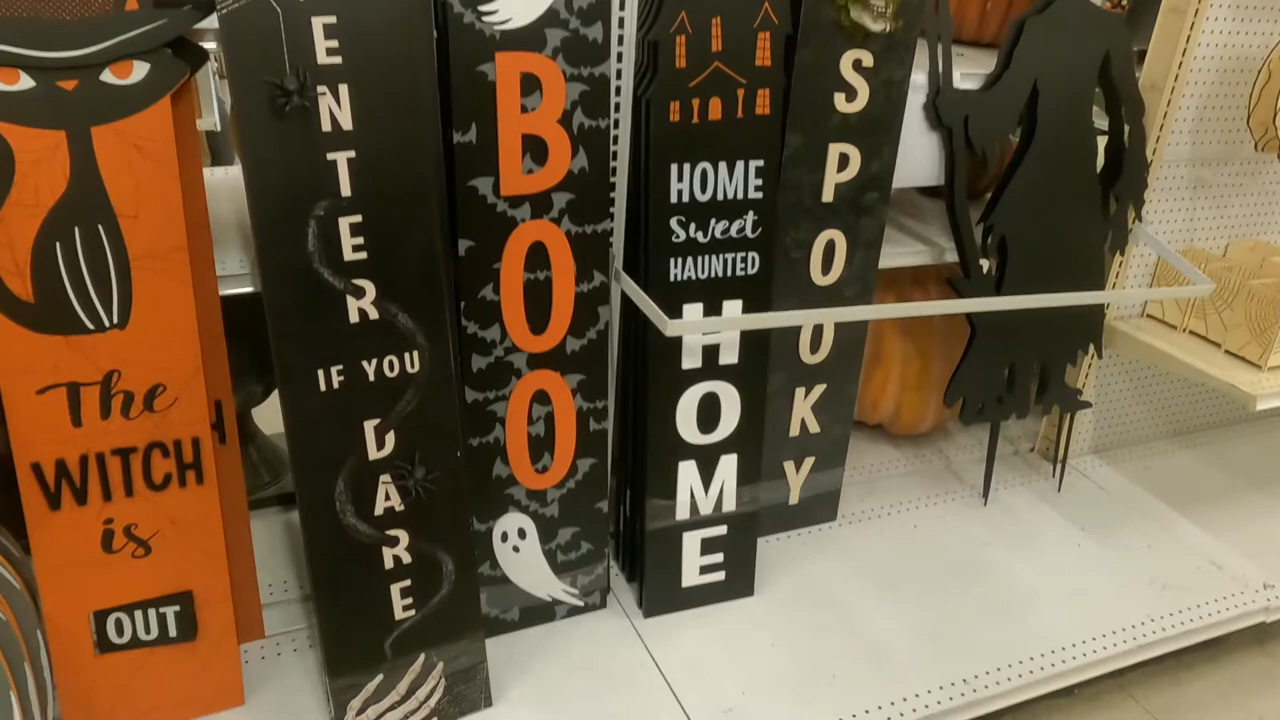 The
WITCH
is
OUT
ENTER
IF YOU
DARE
BOO
HOME
Sweet
HAUNTED
HOME
SPOOKY